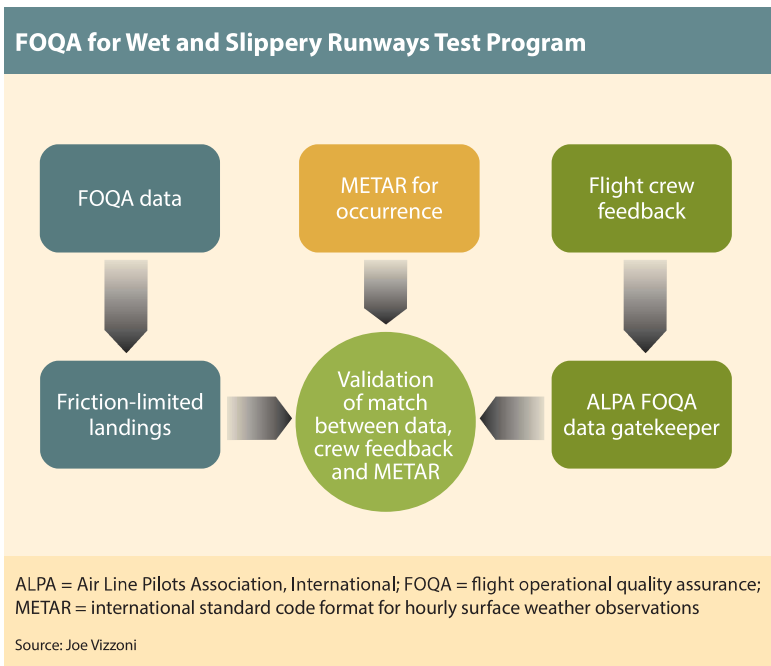 FOQA for Wet and Slippery Runways Test Program
FOQA data
METAR for
occurrence
Flight crew
feedback
Friction-limited
landings
Validation
of match
between data,
crew feedback
and METAR
ALPA FOQA
data gatekeeper
ALPA = Air Line Pilots Association, International; FOQA = flight operational quality assurance;
METAR = international standard code format for hourly surface weather observations
Source: Joe Vizzoni